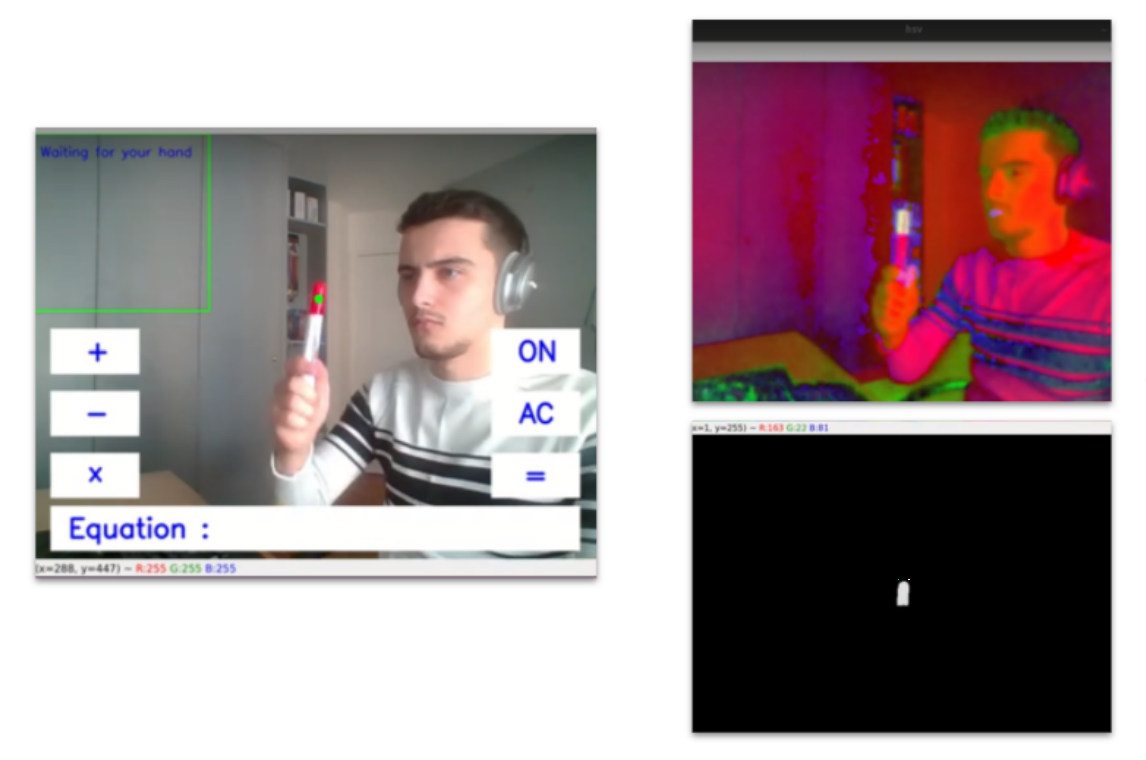 hsv
Waiting for your hand
+
ON
−
AC
x
=
Equation :
(x=288, y=447) ~ R:255 G:255 B:255
x=1, y=255) ~ R:163 G:22 B:81